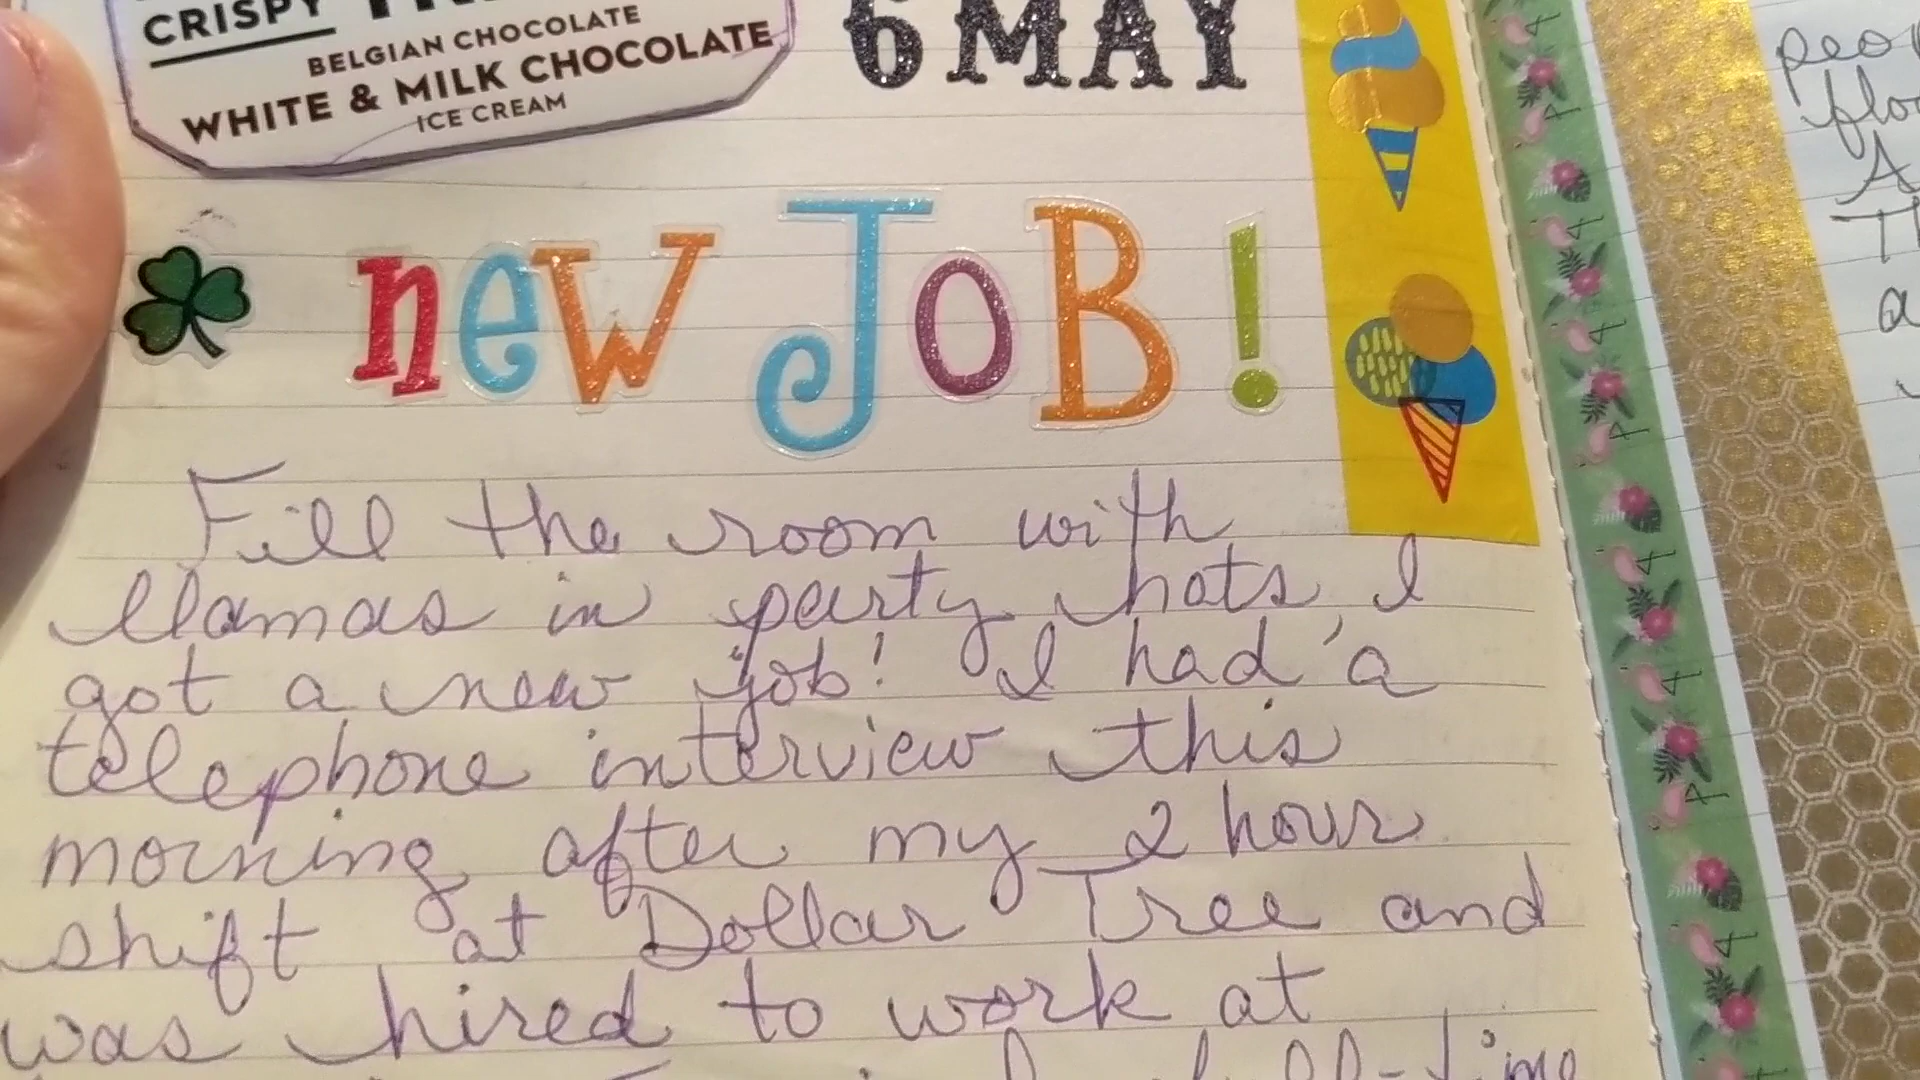 CRISPY
BELGIAN CHOCOLATE
WHITE & MILK CHOCOLATE
ICE CREAM
6 MAY
new JoB!
Fill the room with
llamas in party hats, I
got a new job! I had a
telephone interview this
morning after my 2 hour
shift at Dollar Tree and
was hired to work at
full-time